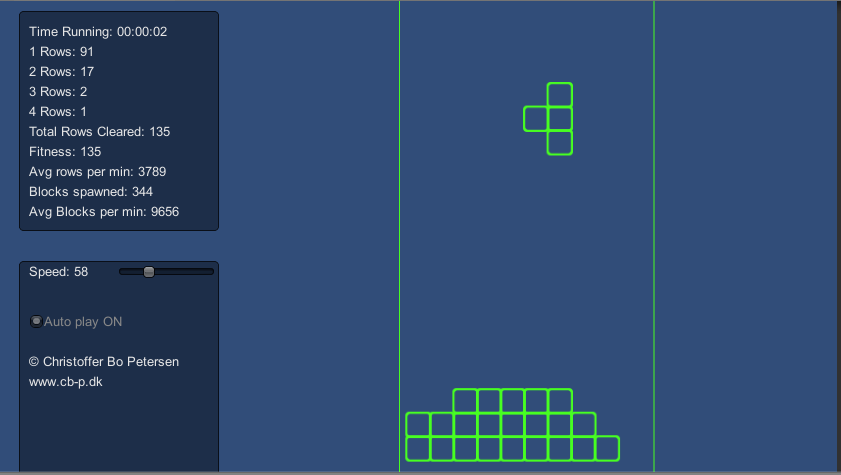 Time Running: 00:00:02
1 Rows: 91
2 Rows: 17
3 Rows: 2
4 Rows: 1
Total Rows Cleared: 135
Fitness: 135
Avg rows per min: 3789
Blocks spawned: 344
Avg Blocks per min: 9656
Speed: 58
Auto play ON
© Christoffer Bo Petersen
www.cb-p.dk